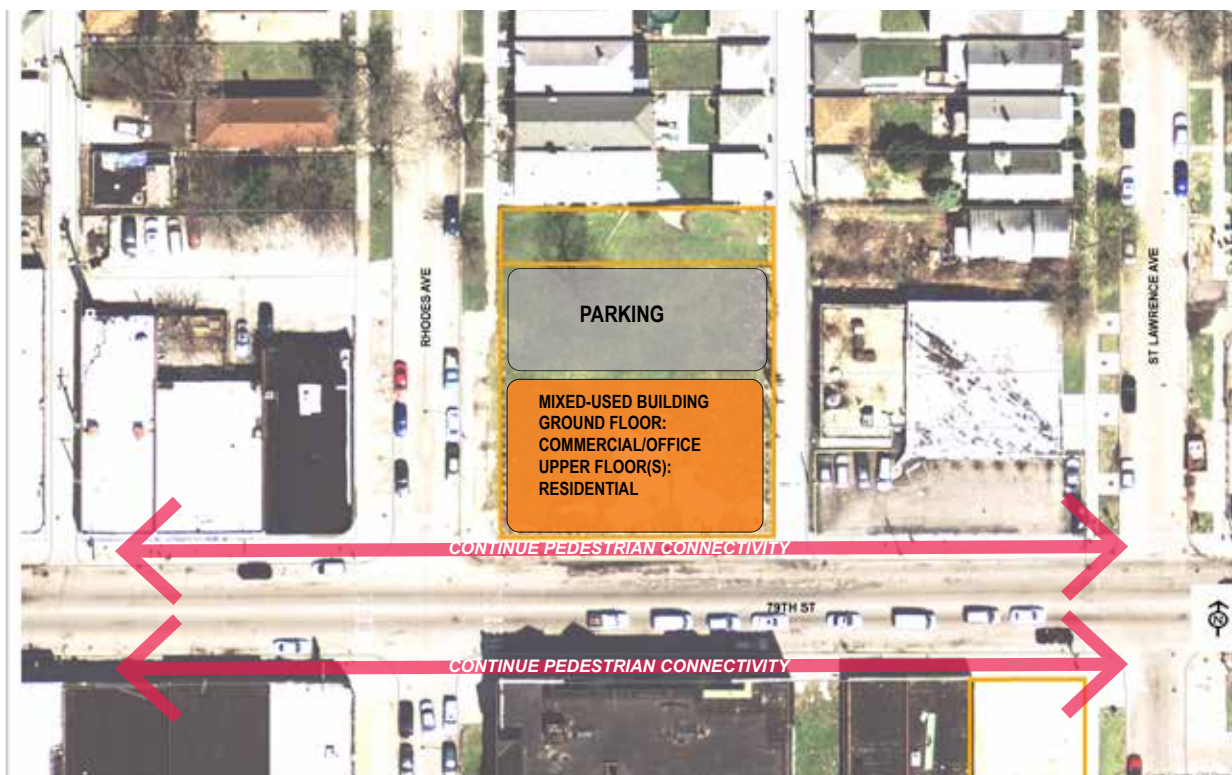 PARKING
RHODES AVE
ST LAWRENCE AVE
MIXED-USED BUILDING
GROUND FLOOR:
COMMERCIAL/OFFICE
UPPER FLOOR(S):
RESIDENTIAL
CONTINUE PEDESTRIAN CONNECTIVITY
79TH ST
N
CONTINUE PEDESTRIAN CONNECTIVITY